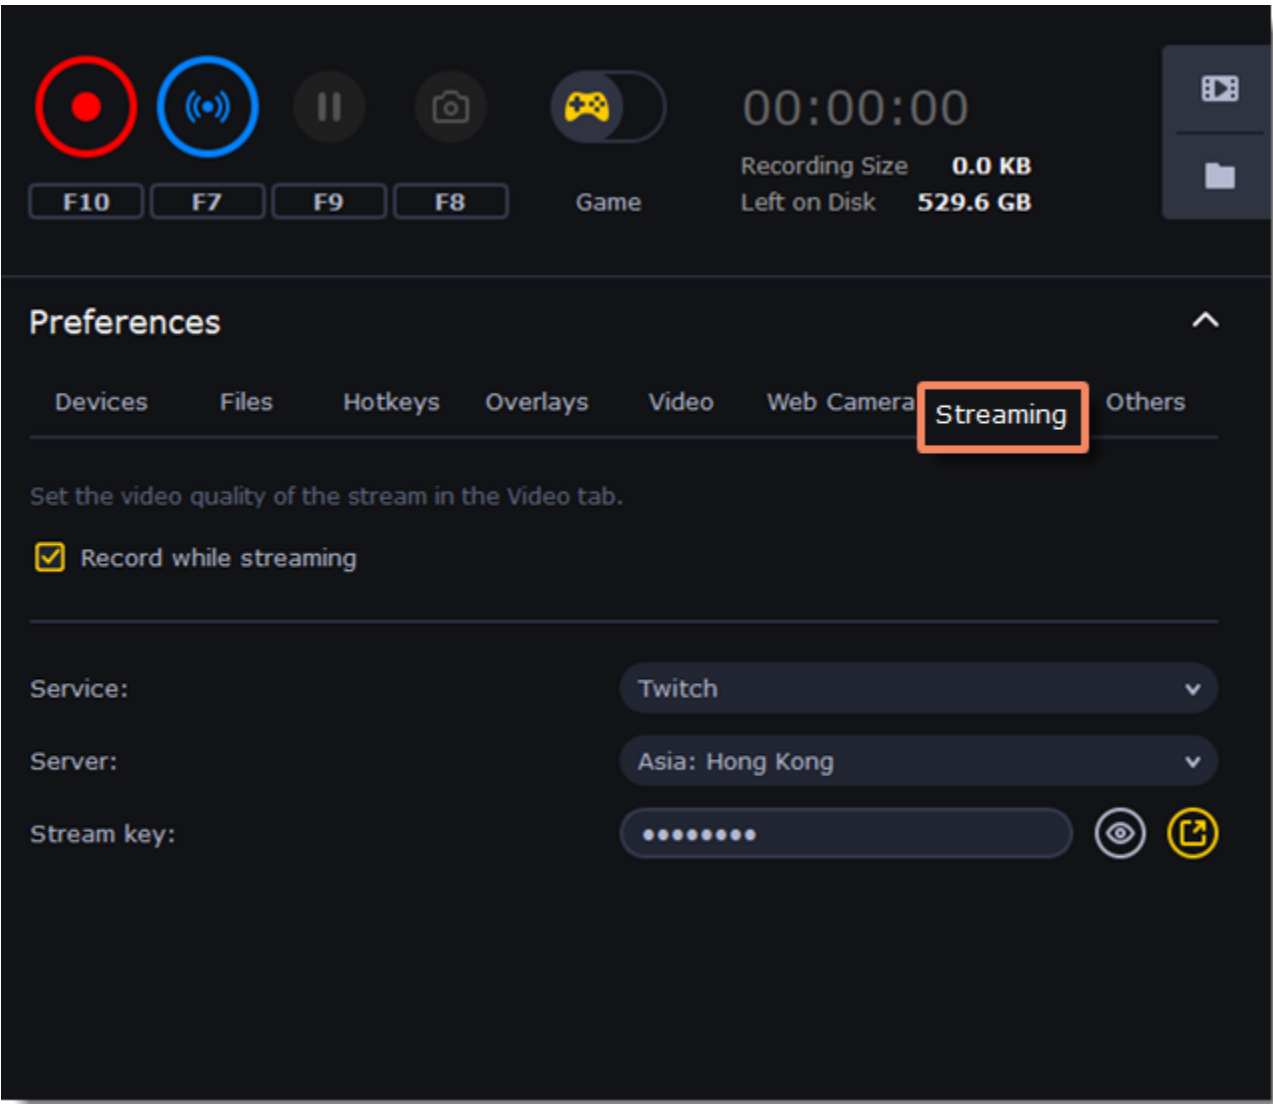 00:00:00
Recording Size 0.0 KB
F10 F7 F9 F8 Game Left on Disk 529.6 GB
Preferences
Devices Files Hotkeys Overlays Video Web Camera Streaming Others
Set the video quality of the stream in the Video tab.
Record while streaming
Service: Twitch
Server: Asia: Hong Kong
Stream key: ••••••••